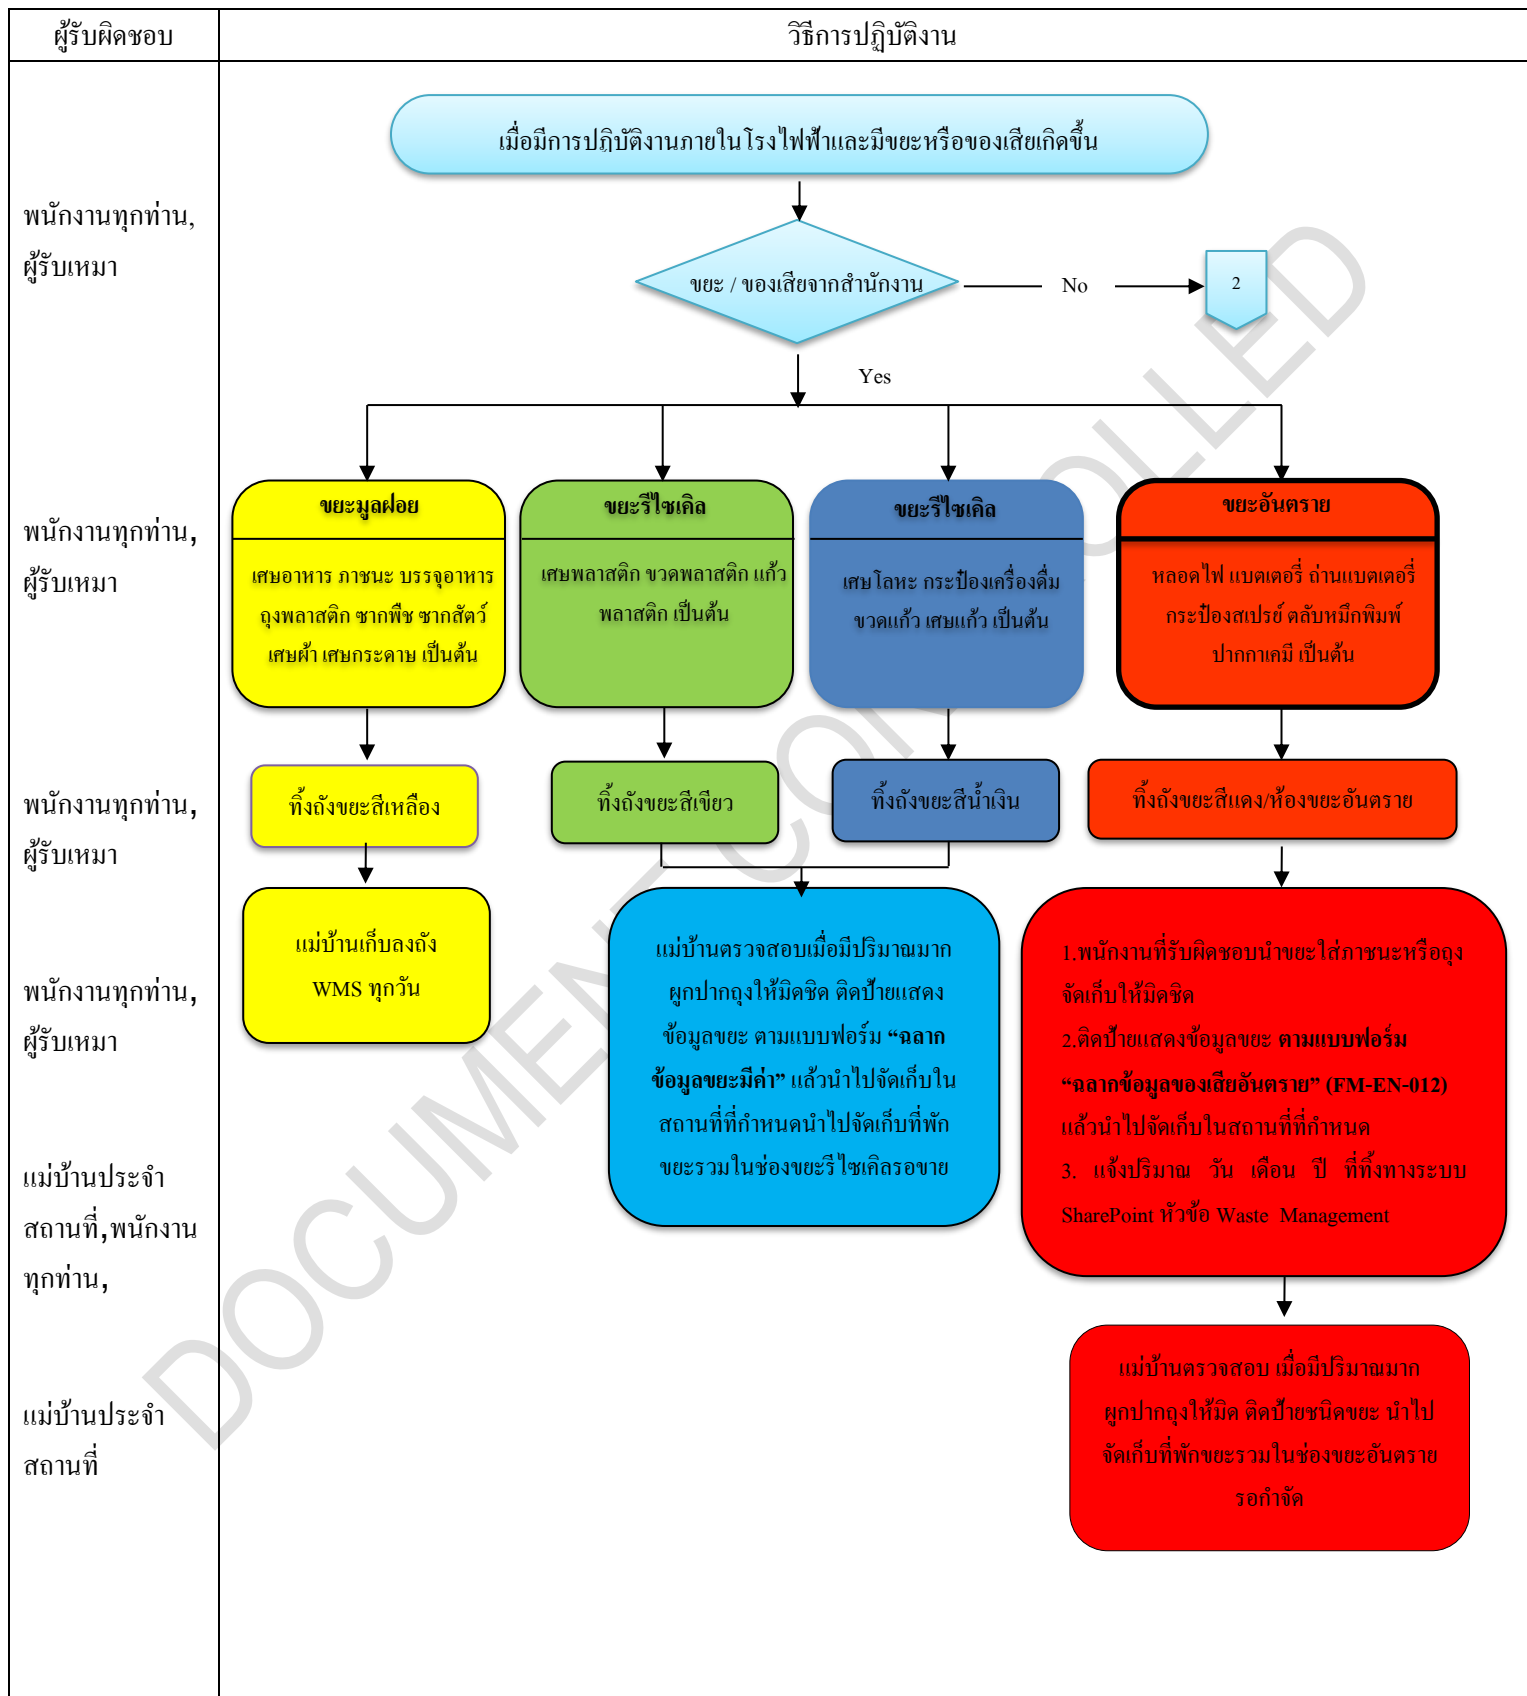 ผู้รับผิดชอบ
วิธีการปฏิบัติงาน
เมื่อมีการปฏิบัติงานภายในโรงไฟฟ้าและมีขยะหรือของเสียเกิดขึ้น
พนักงานทุกท่าน,
ผู้รับเหมา
ขยะ / ของเสียจากสำนักงาน
No
2
Yes
พนักงานทุกท่าน,
ผู้รับเหมา
ขยะมูลฝอย
เศษอาหาร ภาชนะ บรรจุอาหาร
ถุงพลาสติก ซากพืช ซากสัตว์
เศษผ้า เศษกระดาษ เป็นต้น
ขยะรีไซเคิล
เศษพลาสติก ขวดพลาสติก แก้ว
พลาสติก เป็นต้น
ขยะรีไซเคิล
เศษโลหะ กระป๋องเครื่องดื่ม
ขวดแก้ว เศษแก้ว เป็นต้น
ขยะอันตราย
หลอดไฟ แบตเตอรี่ ถ่านแบตเตอรี่
กระป๋องสเปรย์ ตลับหมึกพิมพ์
ปากกาเคมี เป็นต้น
พนักงานทุกท่าน,
ผู้รับเหมา
ทิ้งถังขยะสีเหลือง
ทิ้งถังขยะสีเขียว
ทิ้งถังขยะสีน้ำเงิน
ทิ้งถังขยะสีแดง/ห้องขยะอันตราย
พนักงานทุกท่าน,
ผู้รับเหมา
แม่บ้านเก็บลงถัง
WMS ทุกวัน
แม่บ้านตรวจสอบเมื่อมีปริมาณมาก
ผูกปากถุงให้มิดชิด ติดป้ายแสดง
ข้อมูลขยะ ตามแบบฟอร์ม “ฉลาก
ข้อมูลขยะมีค่า” แล้วนำไปจัดเก็บใน
สถานที่ที่กำหนดนำไปจัดเก็บที่พัก
ขยะรวมในช่องขยะรีไซเคิลรอขาย
1.พนักงานที่รับผิดชอบนำขยะใส่ภาชนะหรือถุง
จัดเก็บให้มิดชิด
2.ติดป้ายแสดงข้อมูลขยะ ตามแบบฟอร์ม
“ฉลากข้อมูลของเสียอันตราย” (FM-EN-012)
แล้วนำไปจัดเก็บในสถานที่ที่กำหนด
3. แจ้งปริมาณ วัน เดือน ปี ที่ทิ้งทางระบบ
SharePoint หัวข้อ Waste Management
แม่บ้านประจำ
สถานที่,พนักงาน
ทุกท่าน,
แม่บ้านประจำ
สถานที่
แม่บ้านตรวจสอบ เมื่อมีปริมาณมาก
ผูกปากถุงให้มิด ติดป้ายชนิดขยะ นำไป
จัดเก็บที่พักขยะรวมในช่องขยะอันตราย
รอกำจัด